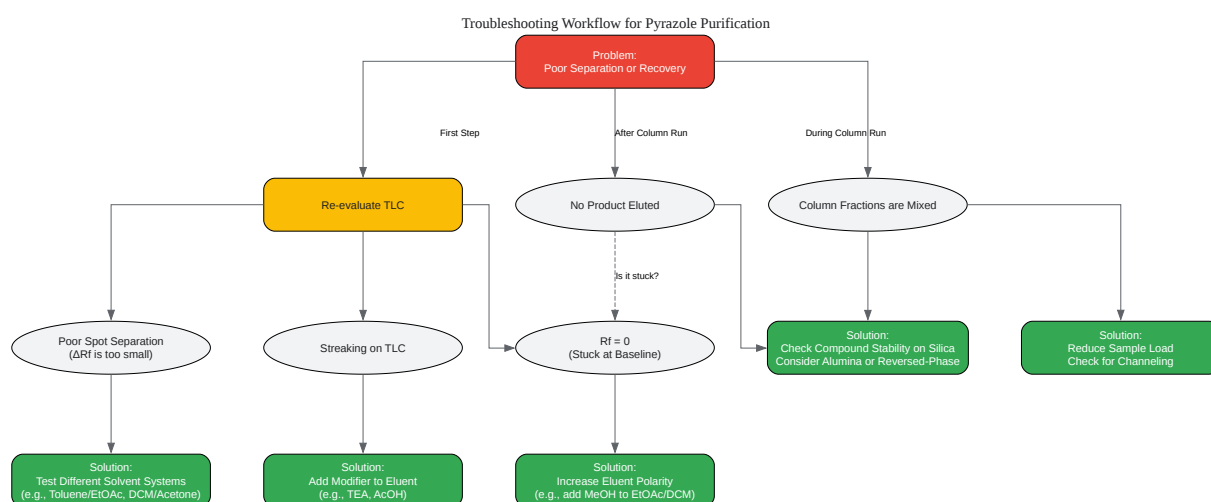 Troubleshooting Workflow for Pyrazole Purification
Problem:
Poor Separation or Recovery
First Step
After Column Run
During Column Run
Re-evaluate TLC
No Product Eluted
Column Fractions are Mixed
Is it stuck?
Poor Spot Separation
(ΔRf is too small)
Streaking on TLC
Rf = 0
(Stuck at Baseline)
Solution:
Check Compound Stability on Silica
Consider Alumina or Reversed-Phase
Solution:
Reduce Sample Load
Check for Channeling
Solution:
Test Different Solvent Systems
(e.g., Toluene/EtOAc, DCM/Acetone)
Solution:
Add Modifier to Eluent
(e.g., TEA, AcOH)
Solution:
Increase Eluent Polarity
(e.g., add MeOH to EtOAc/DCM)